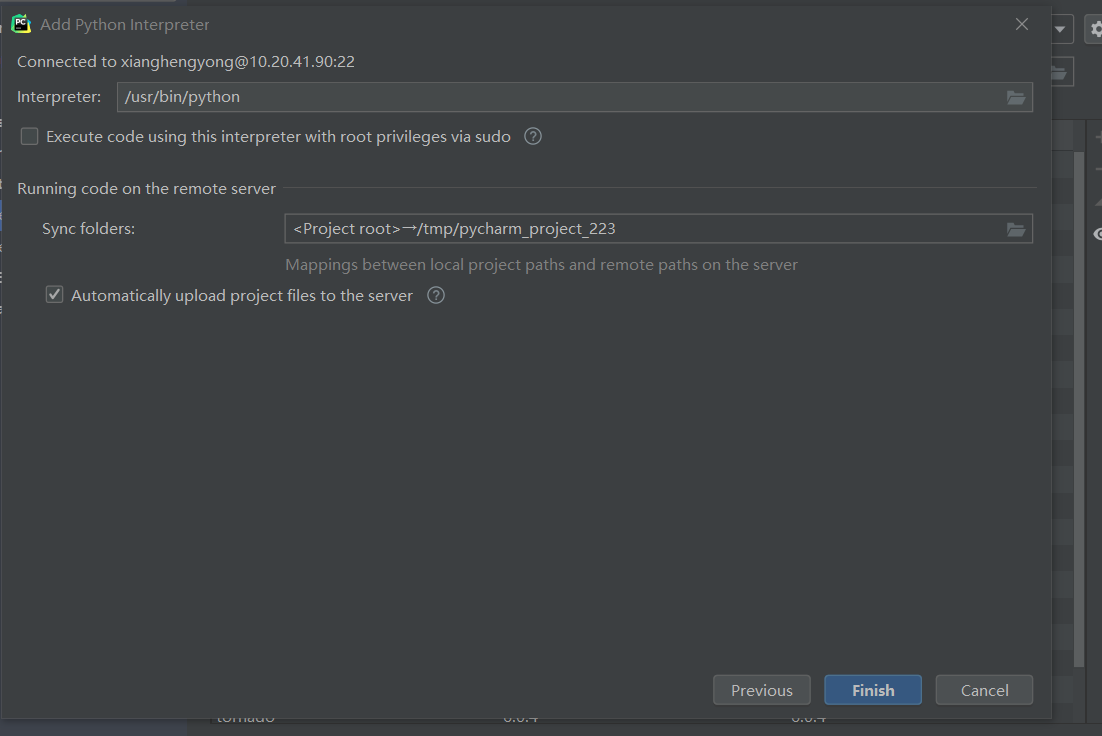 Add Python Interpreter
Connected to xianghengyong@10.20.41.90:22
Interpreter: /usr/bin/python
Execute code using this interpreter with root privileges via sudo ?
Running code on the remote server
Sync folders: <Project root>→/tmp/pycharm_project_223
Mappings between local project paths and remote paths on the server
Automatically upload project files to the server ?
Previous Finish Cancel
tornado